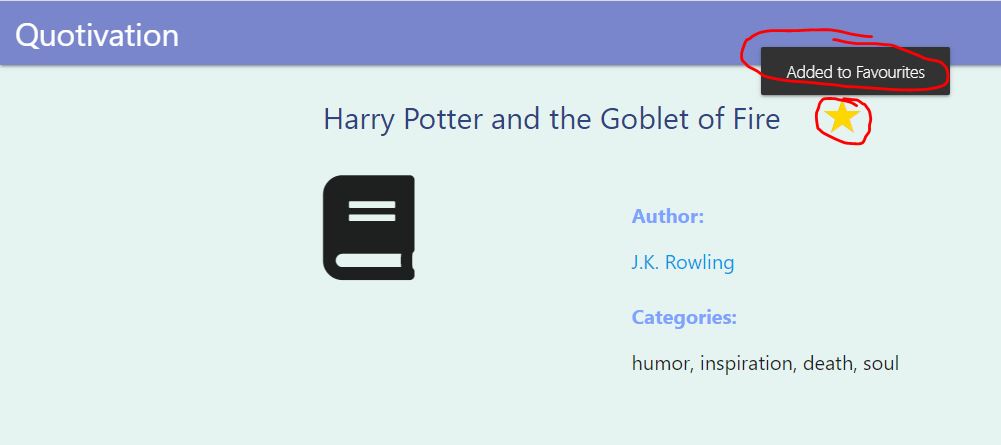 Quotivation
Added to Favourites
Harry Potter and the Goblet of Fire
Author:
J.K. Rowling
Categories:
humor, inspiration, death, soul